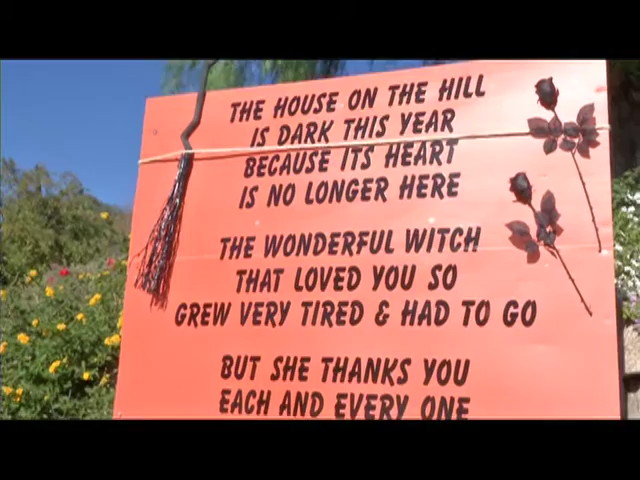 THE HOUSE ON THE HILL
IS DARK THIS YEAR
BECAUSE ITS HEART
IS NO LONGER HERE
THE WONDERFUL WITCH
THAT LOVED YOU SO
GREW VERY TIRED & HAD TO GO
BUT SHE THANKS YOU
EACH AND EVERY ONE